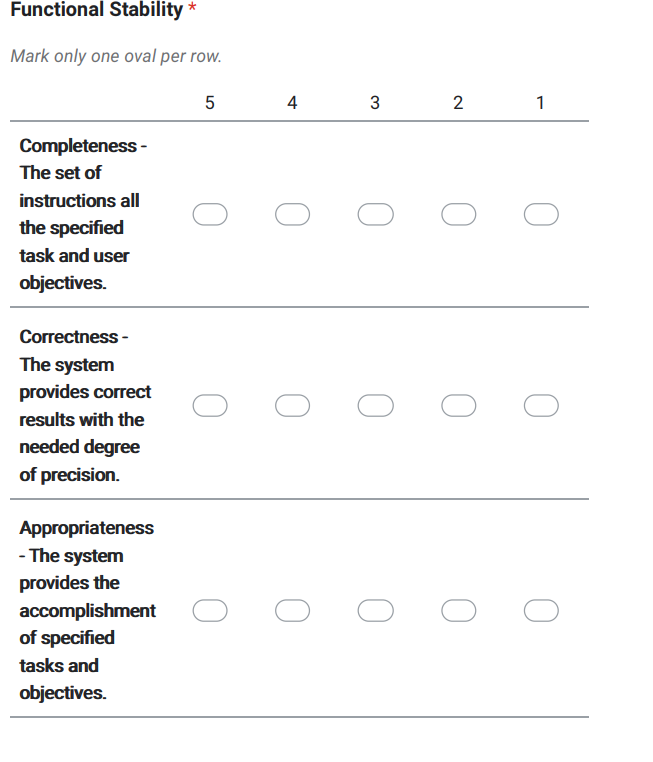 Functional Stability *
Mark only one oval per row.
5 4 3 2 1
Completeness -
The set of
instructions all
the specified
task and user
objectives.
Correctness -
The system
provides correct
results with the
needed degree
of precision.
Appropriateness
- The system
provides the
accomplishment
of specified
tasks and
objectives.